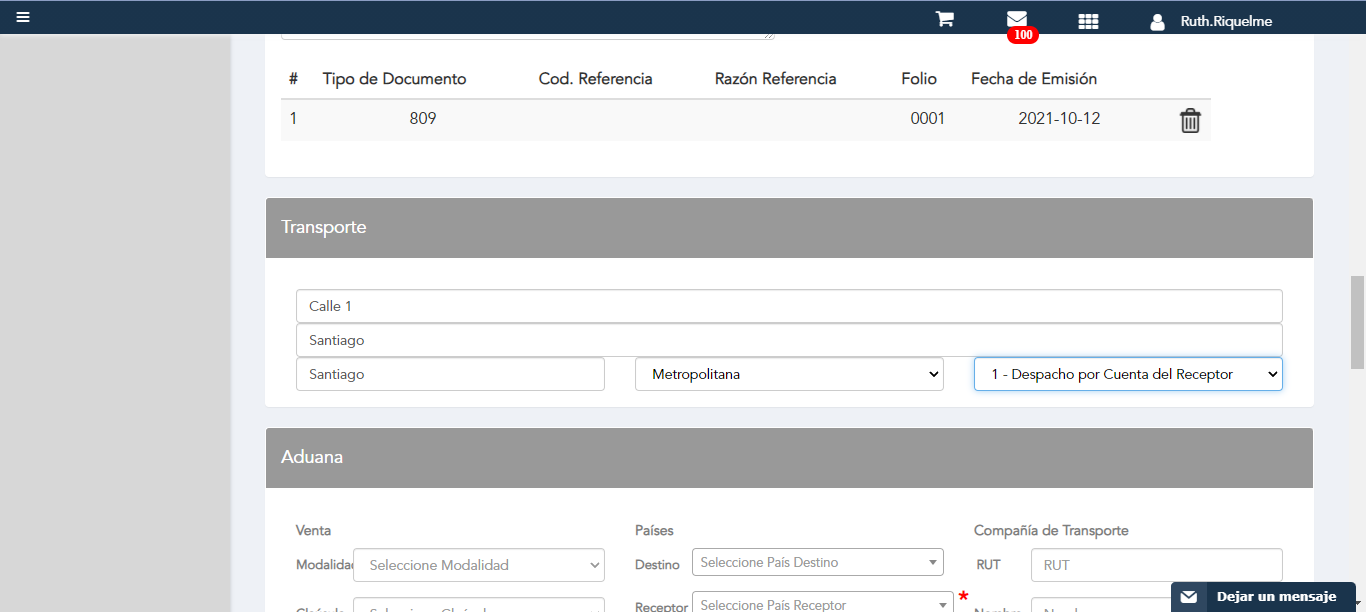 100 Ruth.Riquelme
# Tipo de Documento Cod. Referencia Razón Referencia Folio Fecha de Emisión
1 809 0001 2021-10-12
Transporte
Calle 1
Santiago
Santiago Metropolitana 1 - Despacho por Cuenta del Receptor
Aduana
Venta Países Compañía de Transporte
Modalidad Seleccione Modalidad Destino Seleccione País Destino RUT RUT
Receptor Seleccione País Receptor *
Dejar un mensaje